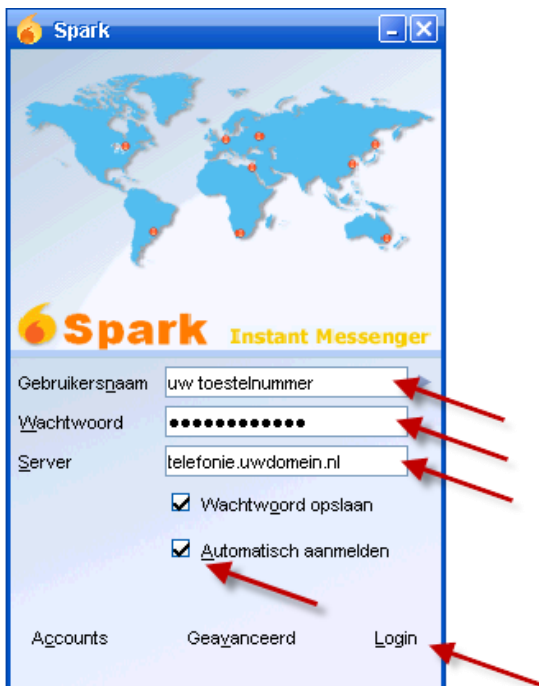 Spark
Spark Instant Messenger
Gebruikersnaam uw toestelnummer
Wachtwoord ●●●●●●●●●●●●
Server telefonie.uwdomein.nl
Wachtwoord opslaan
Automatisch aanmelden
Accounts Geavanceerd Login